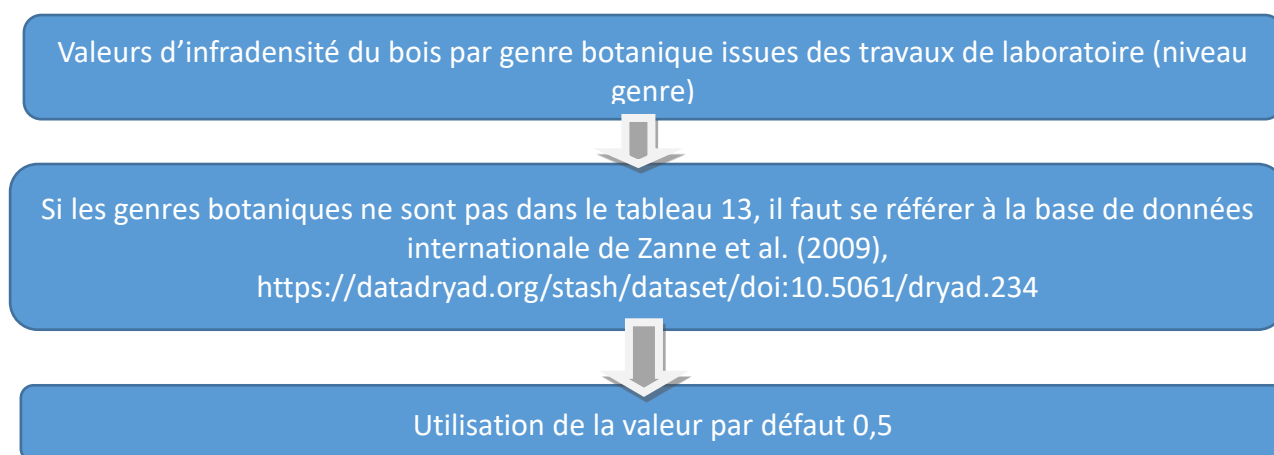 Valeurs d’infradensité du bois par genre botanique issues des travaux de laboratoire (niveau
genre)
Si les genres botaniques ne sont pas dans le tableau 13, il faut se référer à la base de données
internationale de Zanne et al. (2009),
https://datadryad.org/stash/dataset/doi:10.5061/dryad.234
Utilisation de la valeur par défaut 0,5